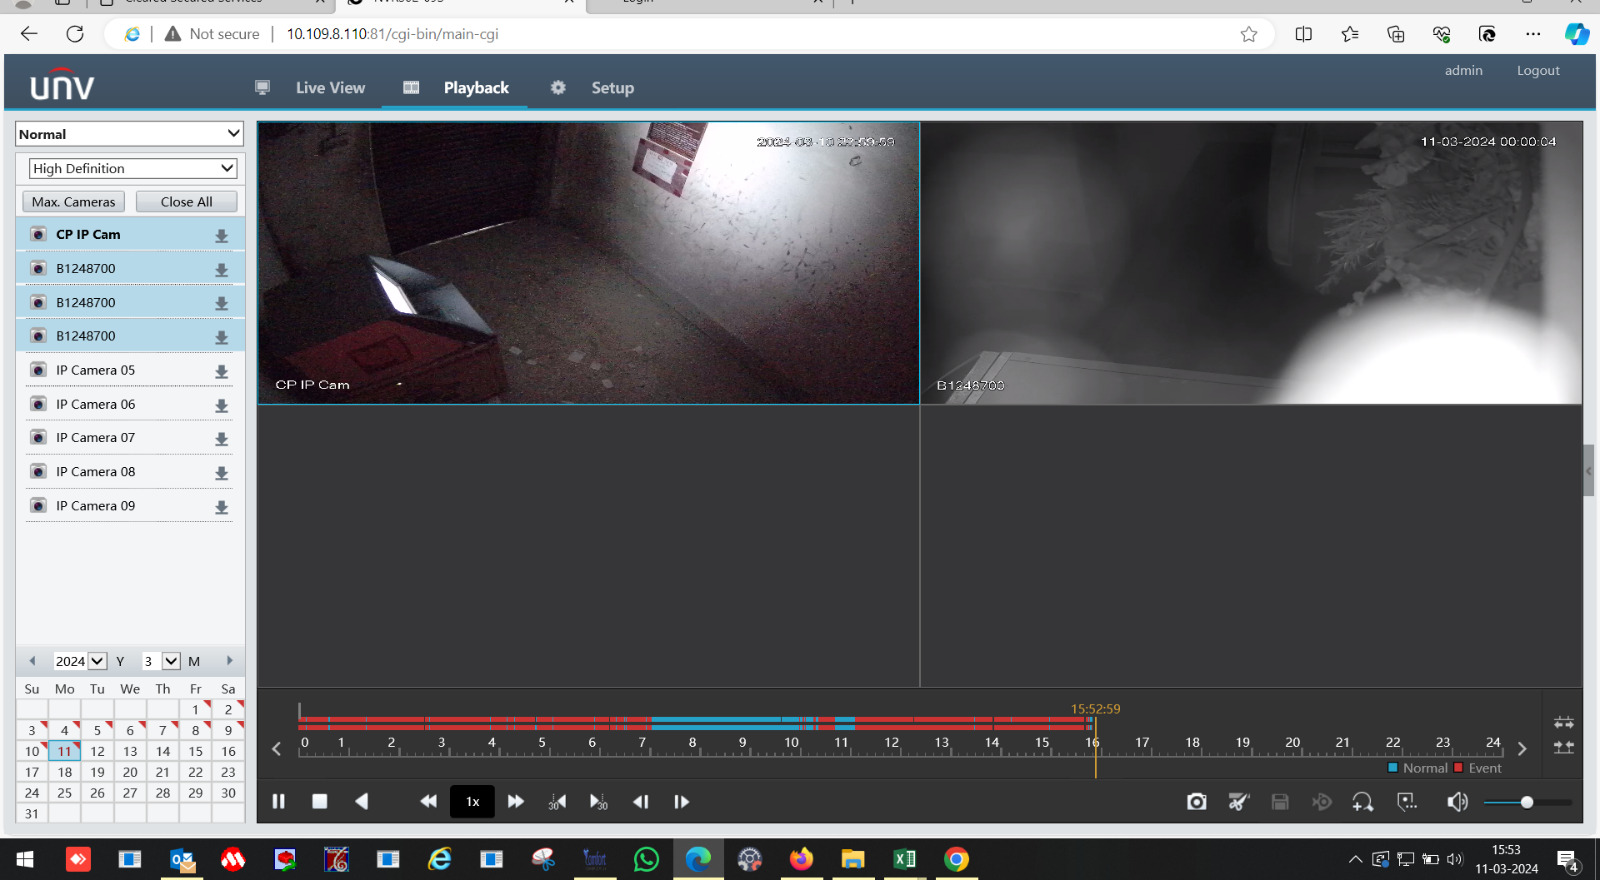 Not secure 10.109.8.110:81/cgi-bin/main-cgi
unv Live View Playback Setup admin Logout
Normal
High Definition
Max. Cameras Close All
CP IP Cam
B1248700
B1248700
B1248700
IP Camera 05
IP Camera 06
IP Camera 07
IP Camera 08
IP Camera 09
11-03-2024 00:00:04
CP IP Cam
B1248700
2024 Y 3 M
Su Mo Tu We Th Fr Sa
1 2
3 4 5 6 7 8 9
10 11 12 13 14 15 16
17 18 19 20 21 22 23
24 25 26 27 28 29 30
31
15:52:59
0 1 2 3 4 5 6 7 8 9 10 11 12 13 14 15 16 17 18 19 20 21 22 23 24
Normal Event
1x 30 30
15:53
11-03-2024
4